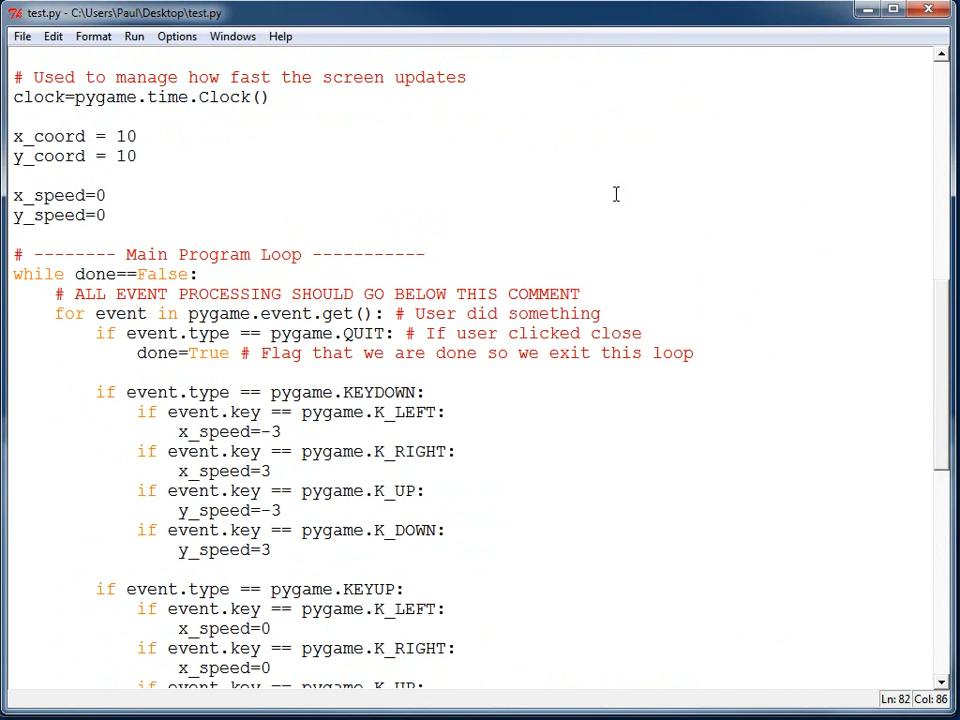 test.py - C:\Users\Paul\Desktop\test.py
File Edit Format Run Options Windows Help
# Used to manage how fast the screen updates
clock=pygame.time.Clock()
x_coord = 10
y_coord = 10
x_speed=0
y_speed=0
# -------- Main Program Loop -----------
while done==False:
    # ALL EVENT PROCESSING SHOULD GO BELOW THIS COMMENT
    for event in pygame.event.get(): # User did something
        if event.type == pygame.QUIT: # If user clicked close
            done=True # Flag that we are done so we exit this loop
        if event.type == pygame.KEYDOWN:
            if event.key == pygame.K_LEFT:
                x_speed=-3
            if event.key == pygame.K_RIGHT:
                x_speed=3
            if event.key == pygame.K_UP:
                y_speed=-3
            if event.key == pygame.K_DOWN:
                y_speed=3
        if event.type == pygame.KEYUP:
            if event.key == pygame.K_LEFT:
                x_speed=0
            if event.key == pygame.K_RIGHT:
                x_speed=0
            if event.key == pygame.K_UP:
Ln: 82 Col: 86